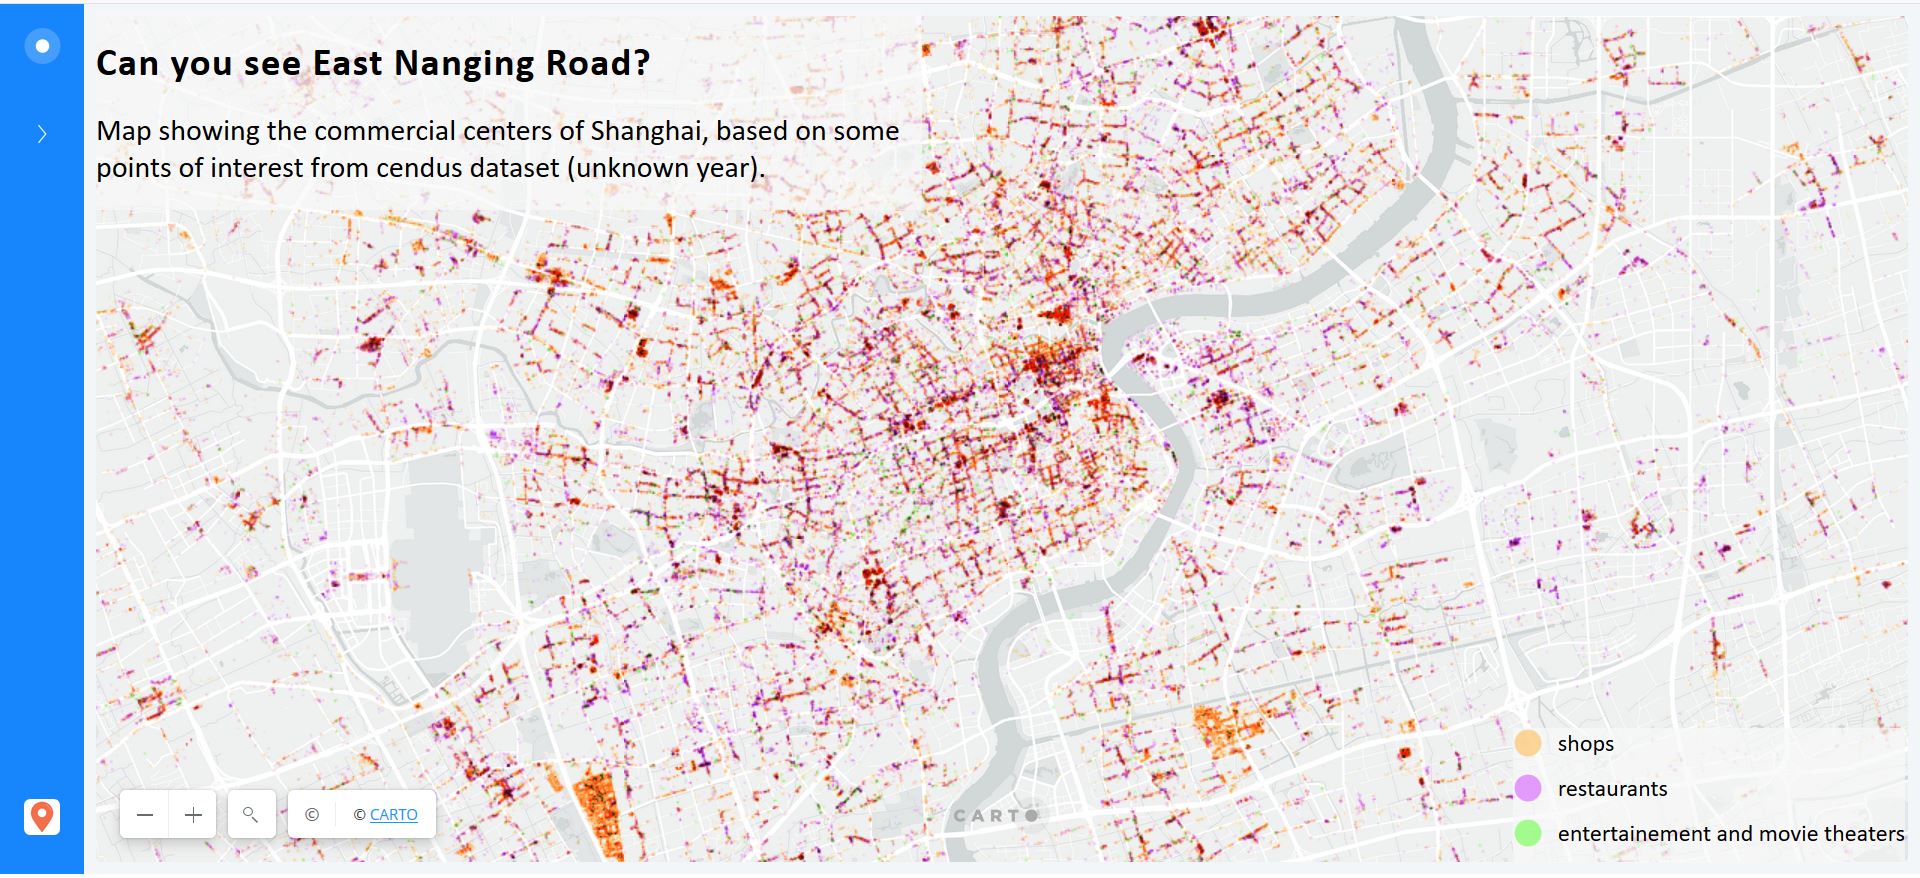 Can you see East Nanging Road?
Map showing the commercial centers of Shanghai, based on some
points of interest from cendus dataset (unknown year).
shops
restaurants
entertainement and movie theaters
© © CARTO
CARTO